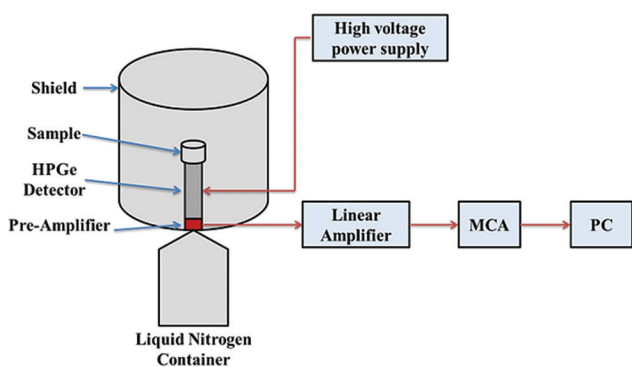 High voltage
power supply
Shield
Sample
HPGe
Detector
Pre-Amplifier
Linear
Amplifier
MCA
PC
Liquid Nitrogen
Container